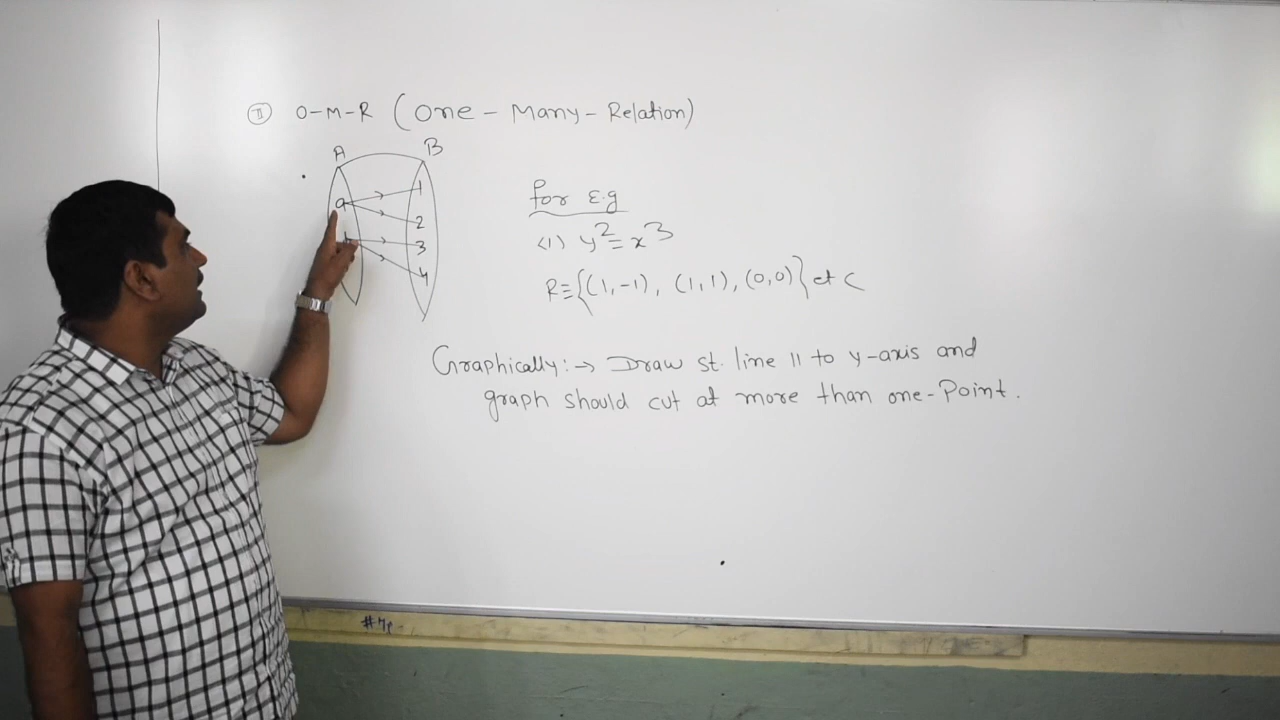 II O-M-R (One-Many-Relation)
A B
a 1
2
3
4
for E.g
(1) y²=x³
R≡{(1,-1), (1,1), (0,0)} etc
Graphically:→ Draw st. line || to y-axis and
graph should cut at more than one-Point.